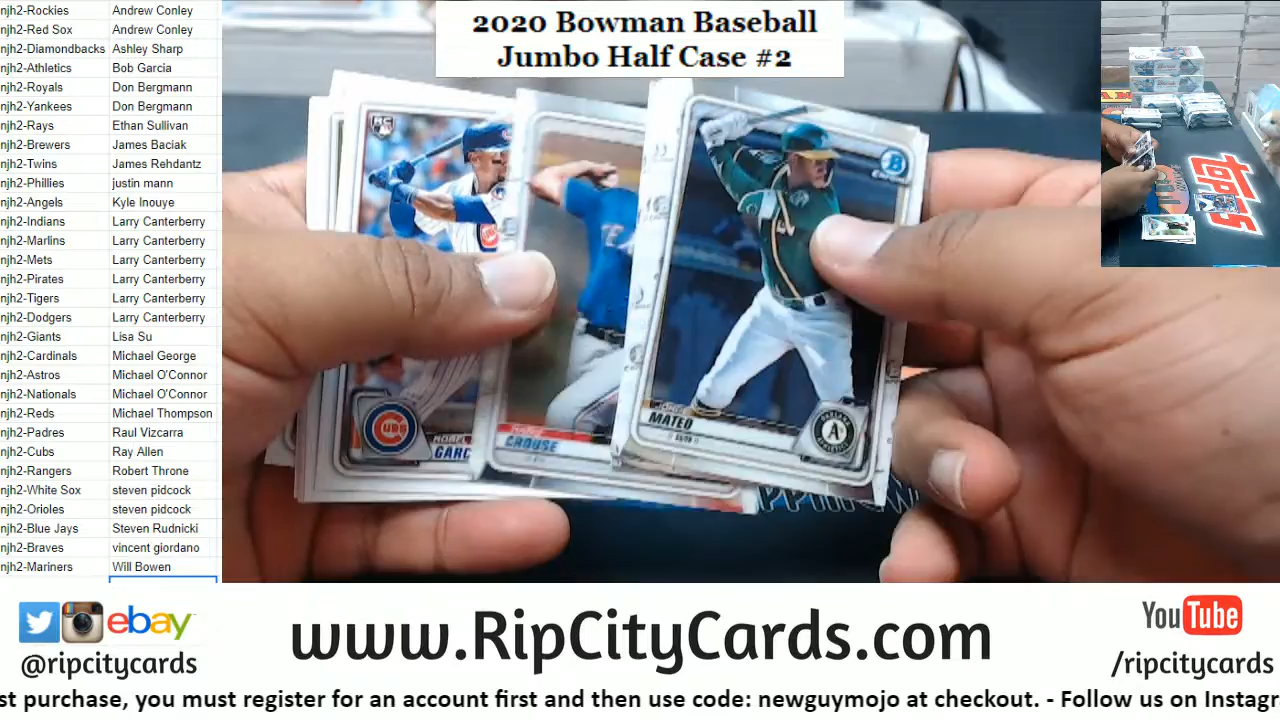 2020 Bowman Baseball
Jumbo Half Case #2
njh2-Rockies Andrew Conley
njh2-Red Sox Andrew Conley
njh2-Diamondbacks Ashley Sharp
njh2-Athletics Bob Garcia
njh2-Royals Don Bergmann
njh2-Yankees Don Bergmann
njh2-Rays Ethan Sullivan
njh2-Brewers James Baciak
njh2-Twins James Rehdantz
njh2-Phillies justin mann
njh2-Angels Kyle Inouye
njh2-Indians Larry Canterberry
njh2-Marlins Larry Canterberry
njh2-Mets Larry Canterberry
njh2-Pirates Larry Canterberry
njh2-Tigers Larry Canterberry
njh2-Dodgers Larry Canterberry
njh2-Giants Lisa Su
njh2-Cardinals Michael George
njh2-Astros Michael O'Connor
njh2-Nationals Michael O'Connor
njh2-Reds Michael Thompson
njh2-Padres Raul Vizcarra
njh2-Cubs Ray Allen
njh2-Rangers Robert Throne
njh2-White Sox steven pidcock
njh2-Orioles steven pidcock
njh2-Blue Jays Steven Rudnicki
njh2-Braves vincent giordano
njh2-Mariners Will Bowen
RC
CUBS
GARC
CROUSE
B
MATEO
A
topps
ebay
@ripcitycards
www.RipCityCards.com
YouTube
/ripcitycards
st purchase, you must register for an account first and then use code: newguymojo at checkout. - Follow us on Instagr